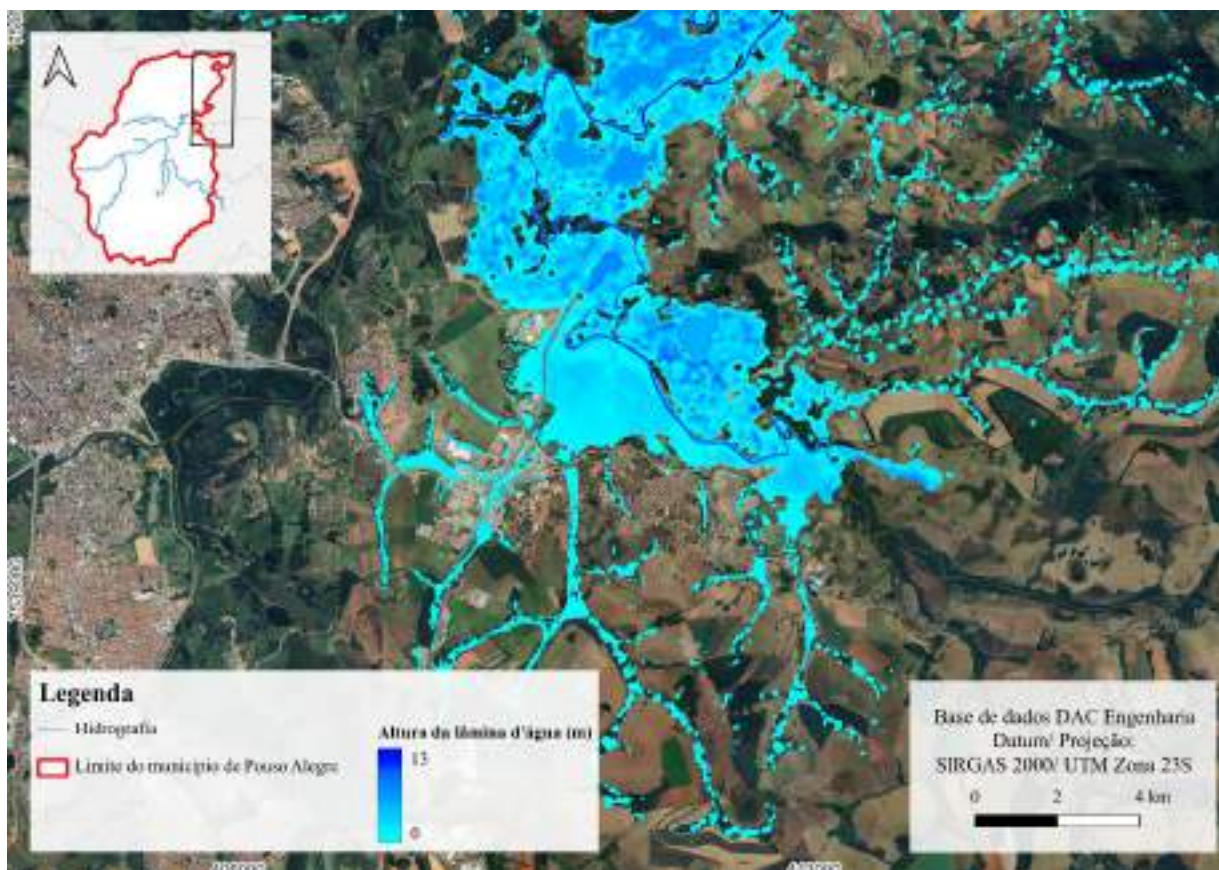 Legenda
Hidrografia
Limite do município de Pouso Alegre
Altura da lâmina d'água (m)
13
0
Base de dados DAC Engenharia
Datum/ Projeção:
SIRGAS 2000/ UTM Zona 23S
0 2 4 km